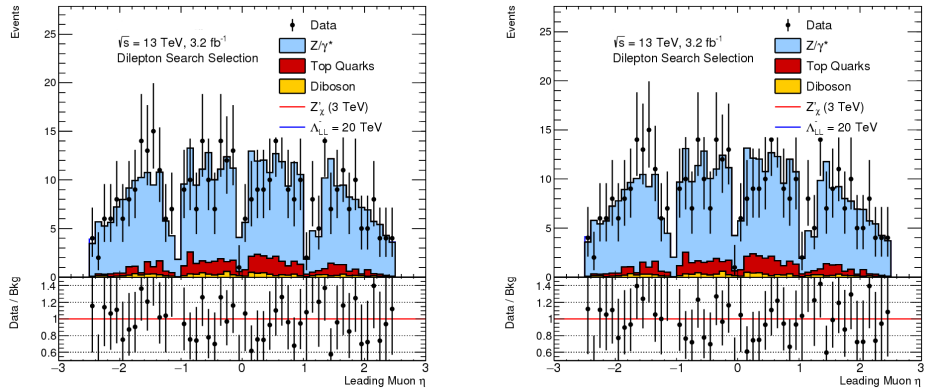 Events
25
20
15
10
5
0
√s = 13 TeV, 3.2 fb⁻¹
Dilepton Search Selection
Data
Z/γ*
Top Quarks
Diboson
Z'χ (3 TeV)
Λ⁻LL = 20 TeV
Data / Bkg
1.4
1.2
1
0.8
0.6
−3 −2 −1 0 1 2 3
Leading Muon η
Events
25
20
15
10
5
0
√s = 13 TeV, 3.2 fb⁻¹
Dilepton Search Selection
Data
Z/γ*
Top Quarks
Diboson
Z'χ (3 TeV)
Λ⁻LL = 20 TeV
Data / Bkg
1.4
1.2
1
0.8
0.6
−3 −2 −1 0 1 2 3
Leading Muon η